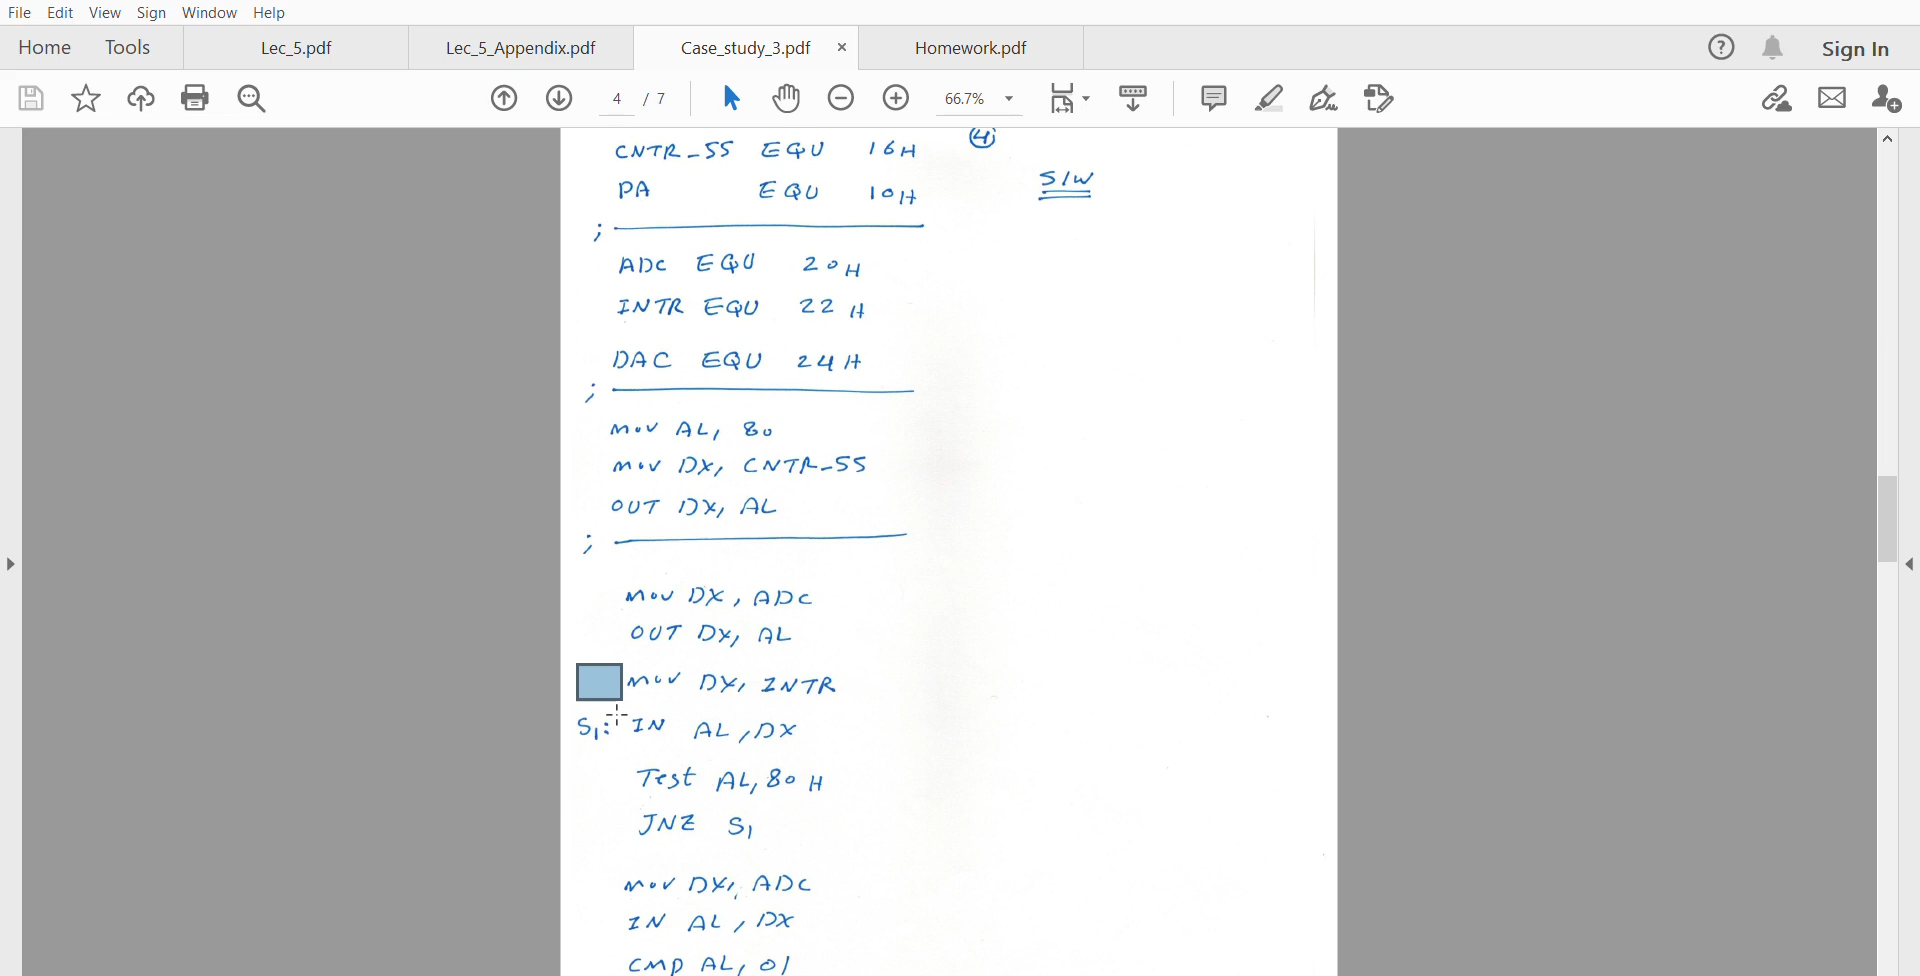 File Edit View Sign Window Help
Home Tools Lec_5.pdf Lec_5_Appendix.pdf Case_study_3.pdf × Homework.pdf ? Sign In
4 / 7 66.7%
4
CNTR_55 EQU 16H
S/W
PA EQU 10H
;
ADC EQU 20H
INTR EQU 22H
DAC EQU 24H
;
MOV AL, 80
MOV DX, CNTR_55
OUT DX, AL
;
MOV DX, ADC
OUT DX, AL
MOV DX, INTR
S1: IN AL, DX
Test AL, 80H
JNZ S1
MOV DX, ADC
IN AL, DX
CMP AL, 01